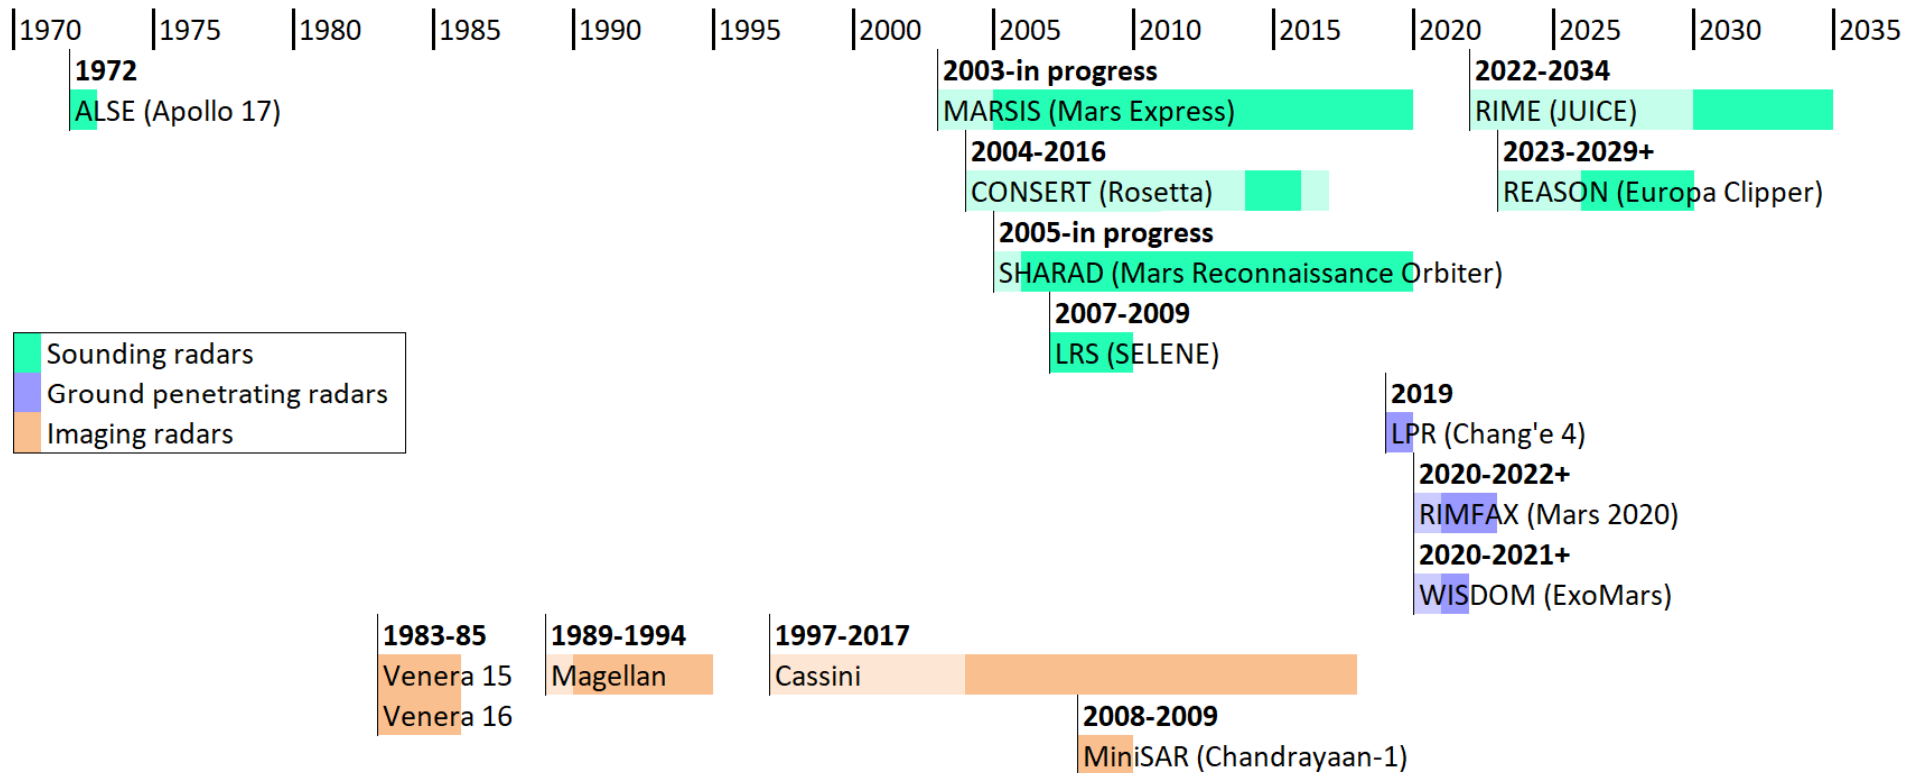 1970 1975 1980 1985 1990 1995 2000 2005 2010 2015 2020 2025 2030 2035
1972
ALSE (Apollo 17)
2003-in progress
MARSIS (Mars Express)
2022-2034
RIME (JUICE)
2004-2016
CONSERT (Rosetta)
2023-2029+
REASON (Europa Clipper)
2005-in progress
SHARAD (Mars Reconnaissance Orbiter)
2007-2009
LRS (SELENE)
Sounding radars
Ground penetrating radars
Imaging radars
2019
LPR (Chang'e 4)
2020-2022+
RIMFAX (Mars 2020)
2020-2021+
WISDOM (ExoMars)
1983-85
Venera 15
Venera 16
1989-1994
Magellan
1997-2017
Cassini
2008-2009
MiniSAR (Chandrayaan-1)